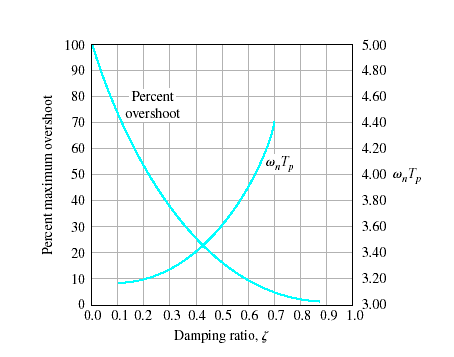 100 5.00
90 4.80
80 4.60
Percent
overshoot
70 4.40
60 4.20
ωnTp
50 4.00 ωnTp
40 3.80
30 3.60
20 3.40
10 3.20
0 3.00
0.0 0.1 0.2 0.3 0.4 0.5 0.6 0.7 0.8 0.9 1.0
Damping ratio, ζ
Percent maximum overshoot